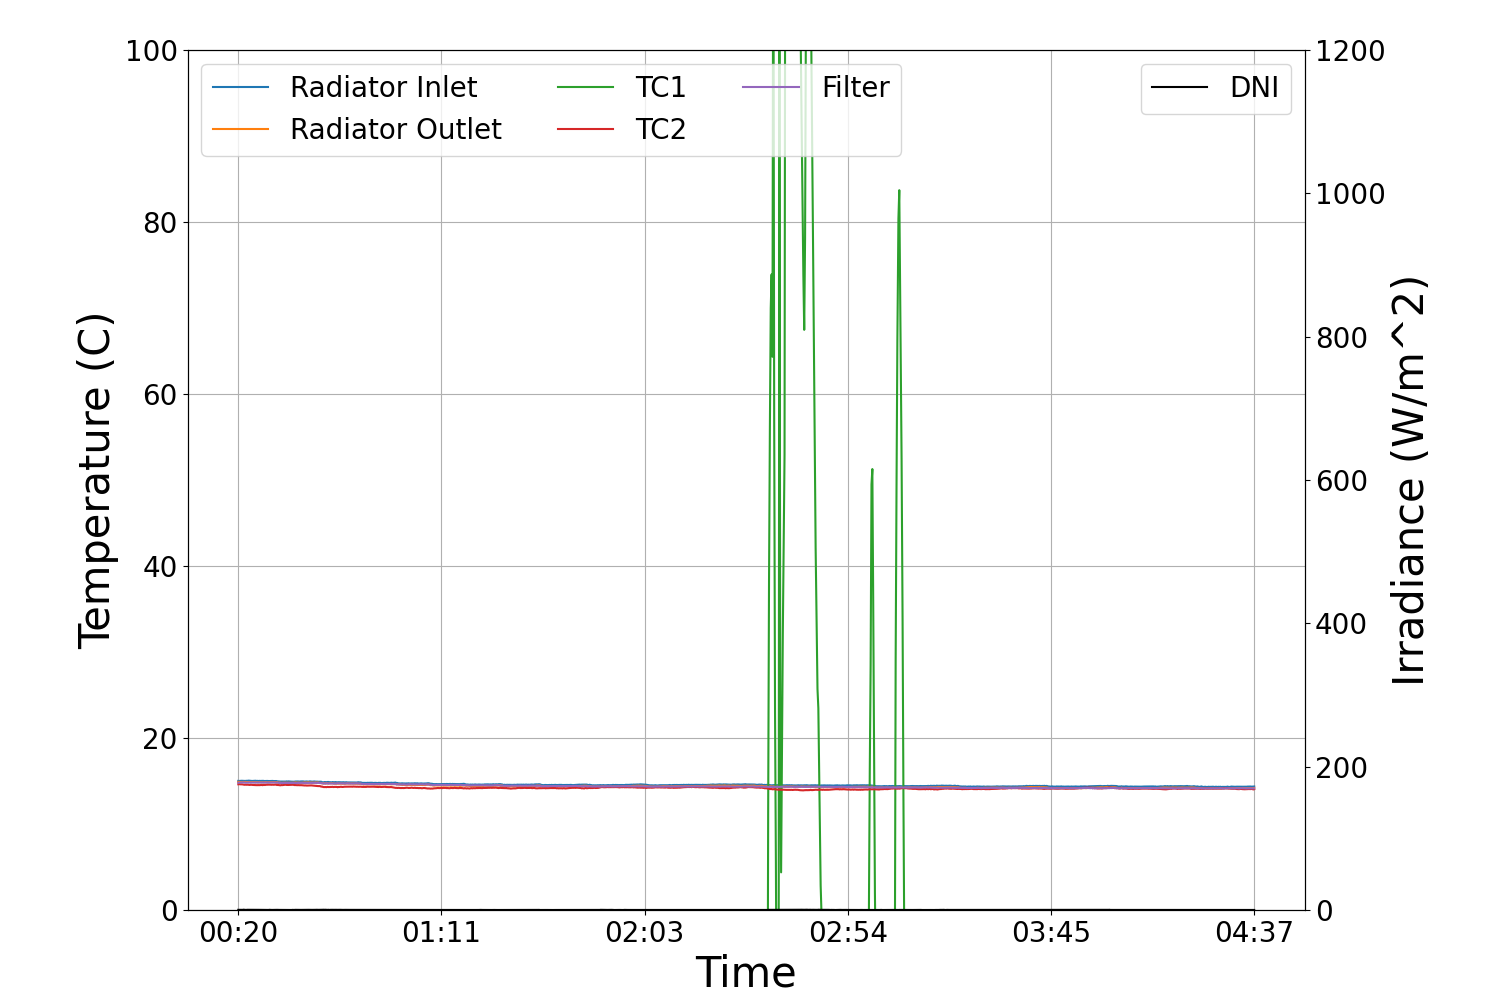 Temperature (C)
100
80
60
40
20
0
Radiator Inlet
Radiator Outlet
TC1
TC2
Filter
DNI
1200
1000
800
600
400
200
0
Irradiance (W/m^2)
00:20 01:11 02:03 02:54 03:45 04:37
Time